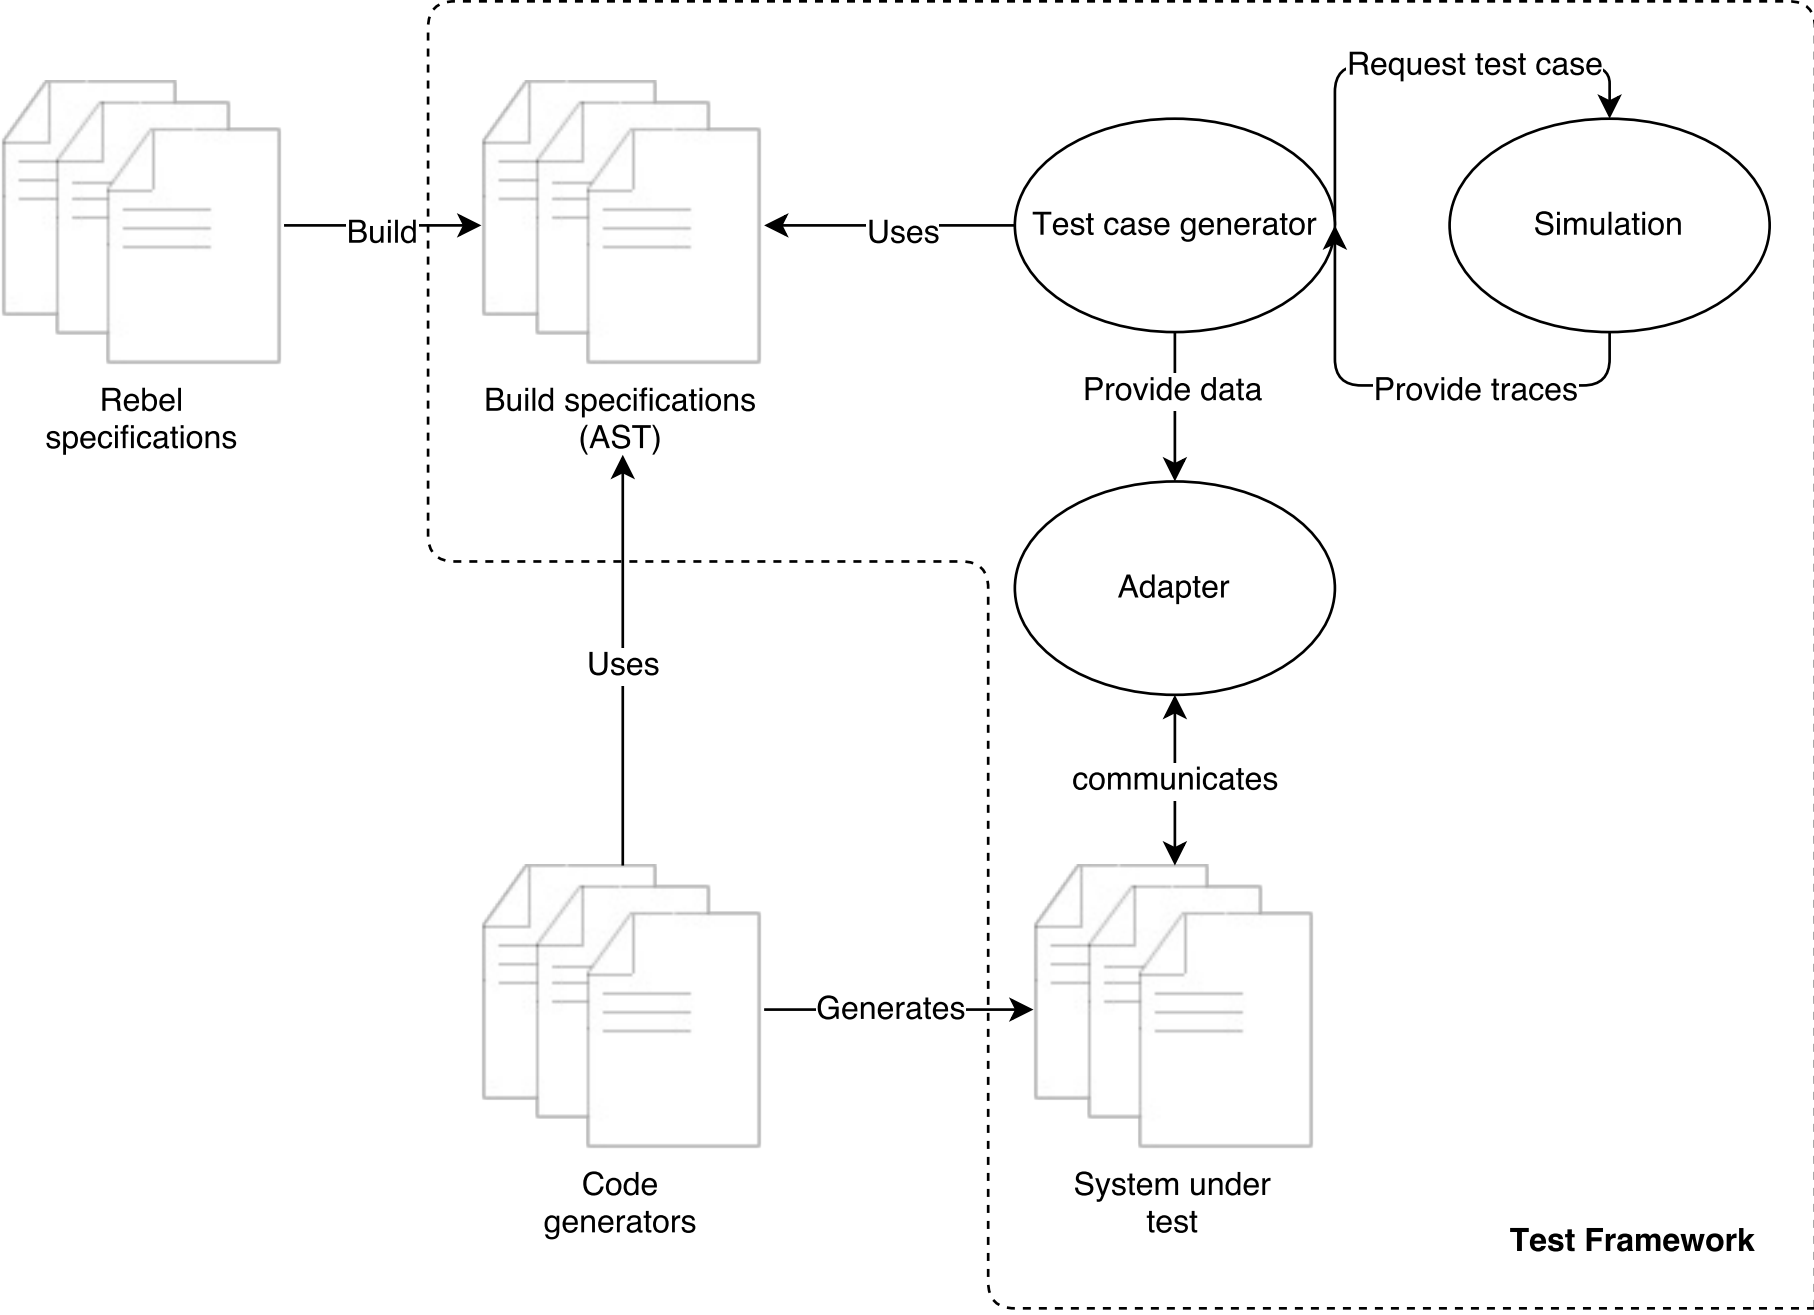 Request test case
Build
Uses
Test case generator
Simulation
Rebel
specifications
Build specifications
(AST)
Provide data
Provide traces
Adapter
Uses
communicates
Generates
Code
generators
System under
test
Test Framework